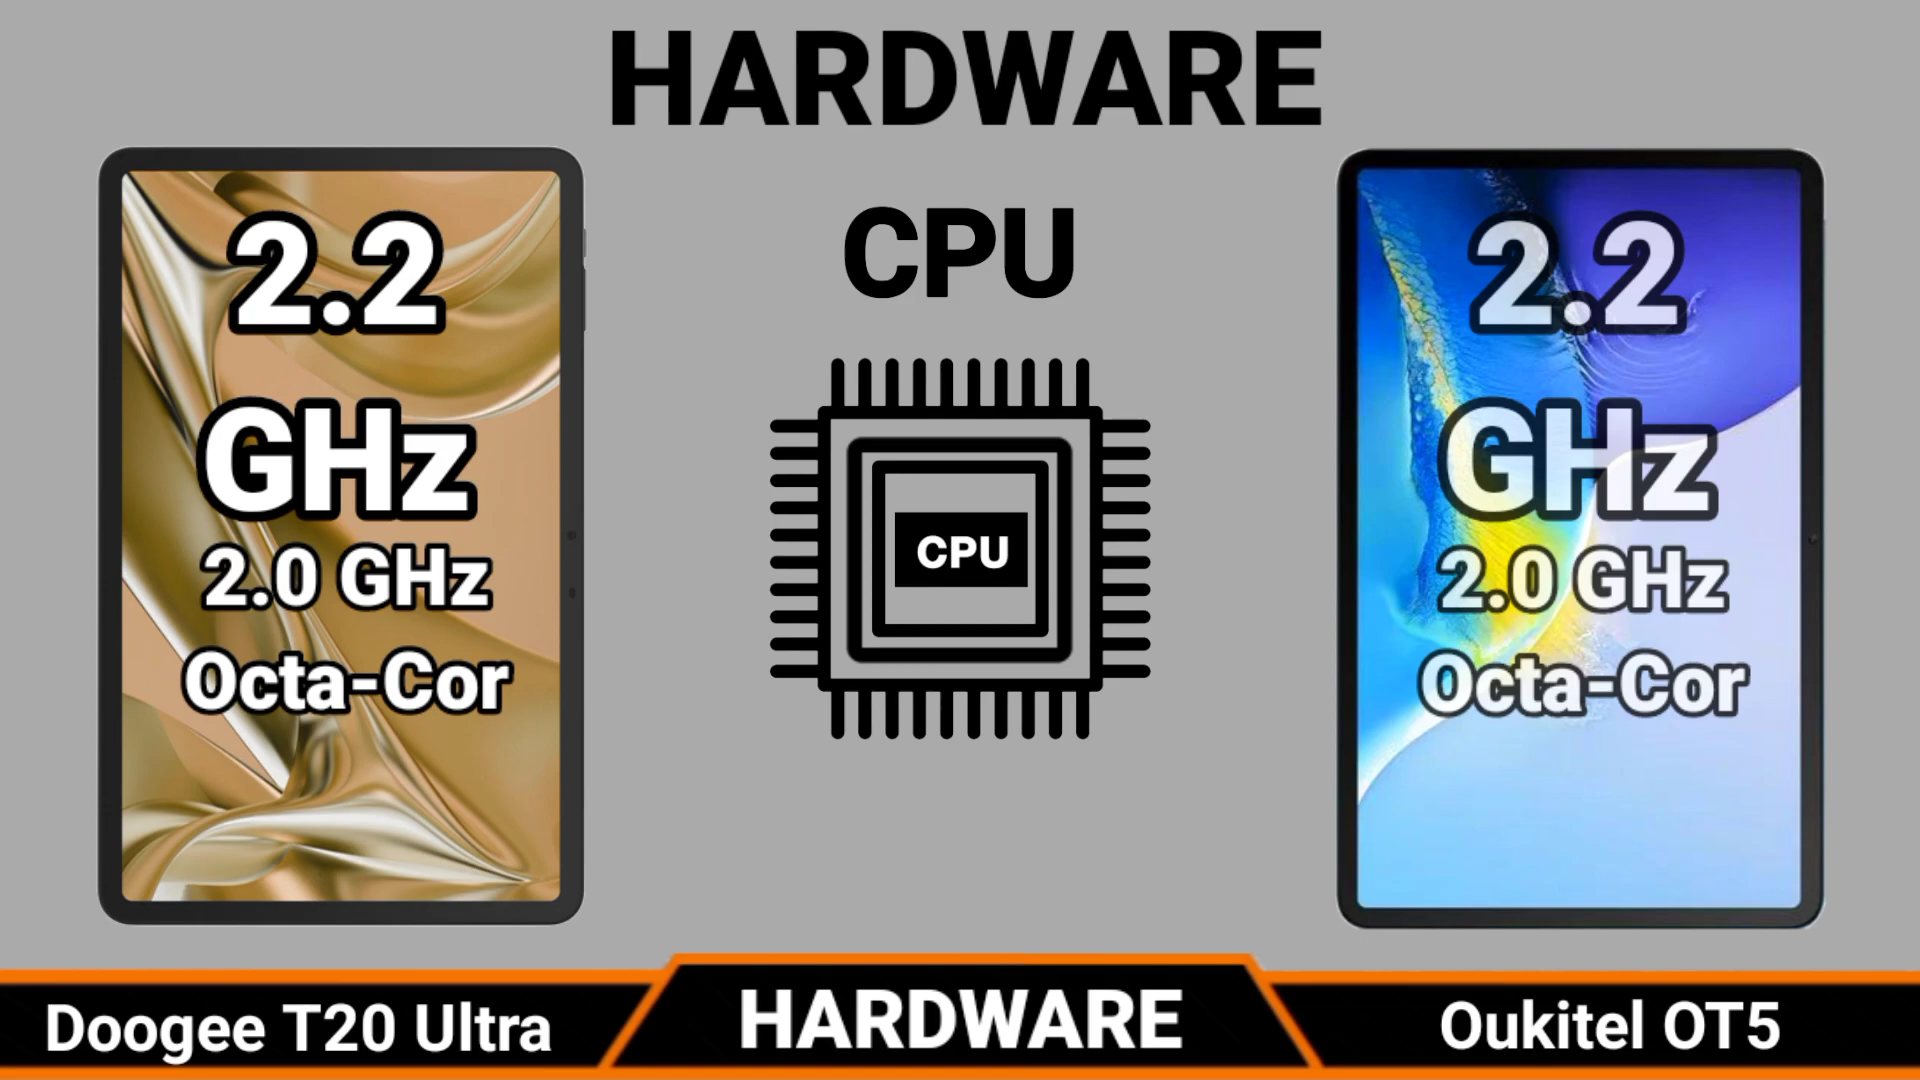 HARDWARE
CPU
2.2
GHz
2.0 GHz
Octa-Cor
CPU
2.2
GHz
2.0 GHz
Octa-Cor
Doogee T20 Ultra
HARDWARE
Oukitel OT5